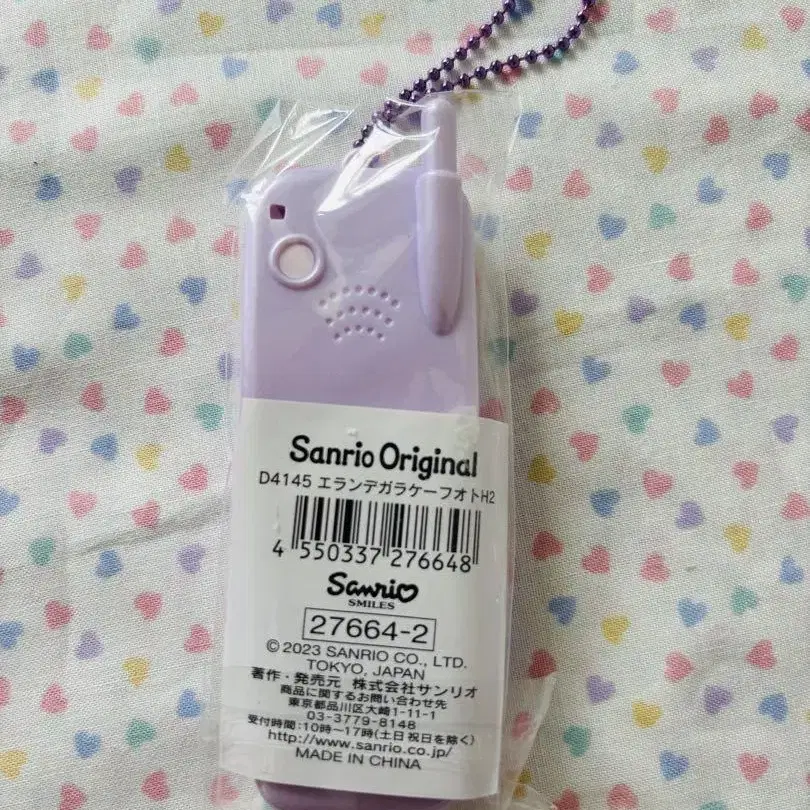 Sanrio Original
D4145 エランデガラケーフォトH2
4 550337 276648
Sanrio
SMILES
27664-2
© 2023 SANRIO CO., LTD.
TOKYO, JAPAN
著作・発売元 株式会社サンリオ
商品に関するお問い合わせ先
東京都品川区大崎1-11-1
03-3779-8148
受付時間:10時〜17時(土日祝日を除く)
http://www.sanrio.co.jp/
MADE IN CHINA